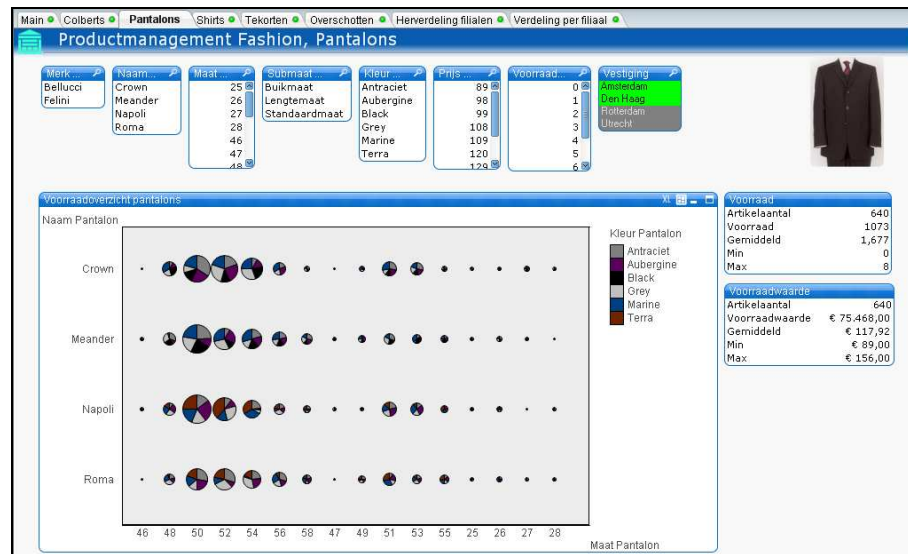 Main Colberts Pantalons Shirts Tekorten Overschotten Herverdeling filialen Verdeling per filiaal
Productmanagement Fashion, Pantalons
Merk ... Naam... Maat ... Submaat ... Kleur ... Prijs ... Voorraad... Vestiging
Bellucci Crown 25 Buikmaat Antraciet 89 0 Amsterdam
Felini Meander 26 Lengtemaat Aubergine 98 1 Den Haag
Napoli 27 Standaardmaat Black 99 2 Rotterdam
Roma 28 Grey 108 3 Utrecht
46 Marine 109 4
47 Terra 120 5
48 129 6
Voorraadoverzicht pantalons XL
Naam Pantalon
Kleur Pantalon
Antraciet
Aubergine
Black
Grey
Marine
Terra
Crown
Meander
Napoli
Roma
46 48 50 52 54 56 58 47 49 51 53 55 25 26 27 28
Maat Pantalon
Voorraad
Artikelaantal 640
Voorraad 1073
Gemiddeld 1,677
Min 0
Max 8
Voorraadwaarde
Artikelaantal 640
Voorraadwaarde € 75.468,00
Gemiddeld € 117,92
Min € 89,00
Max € 156,00